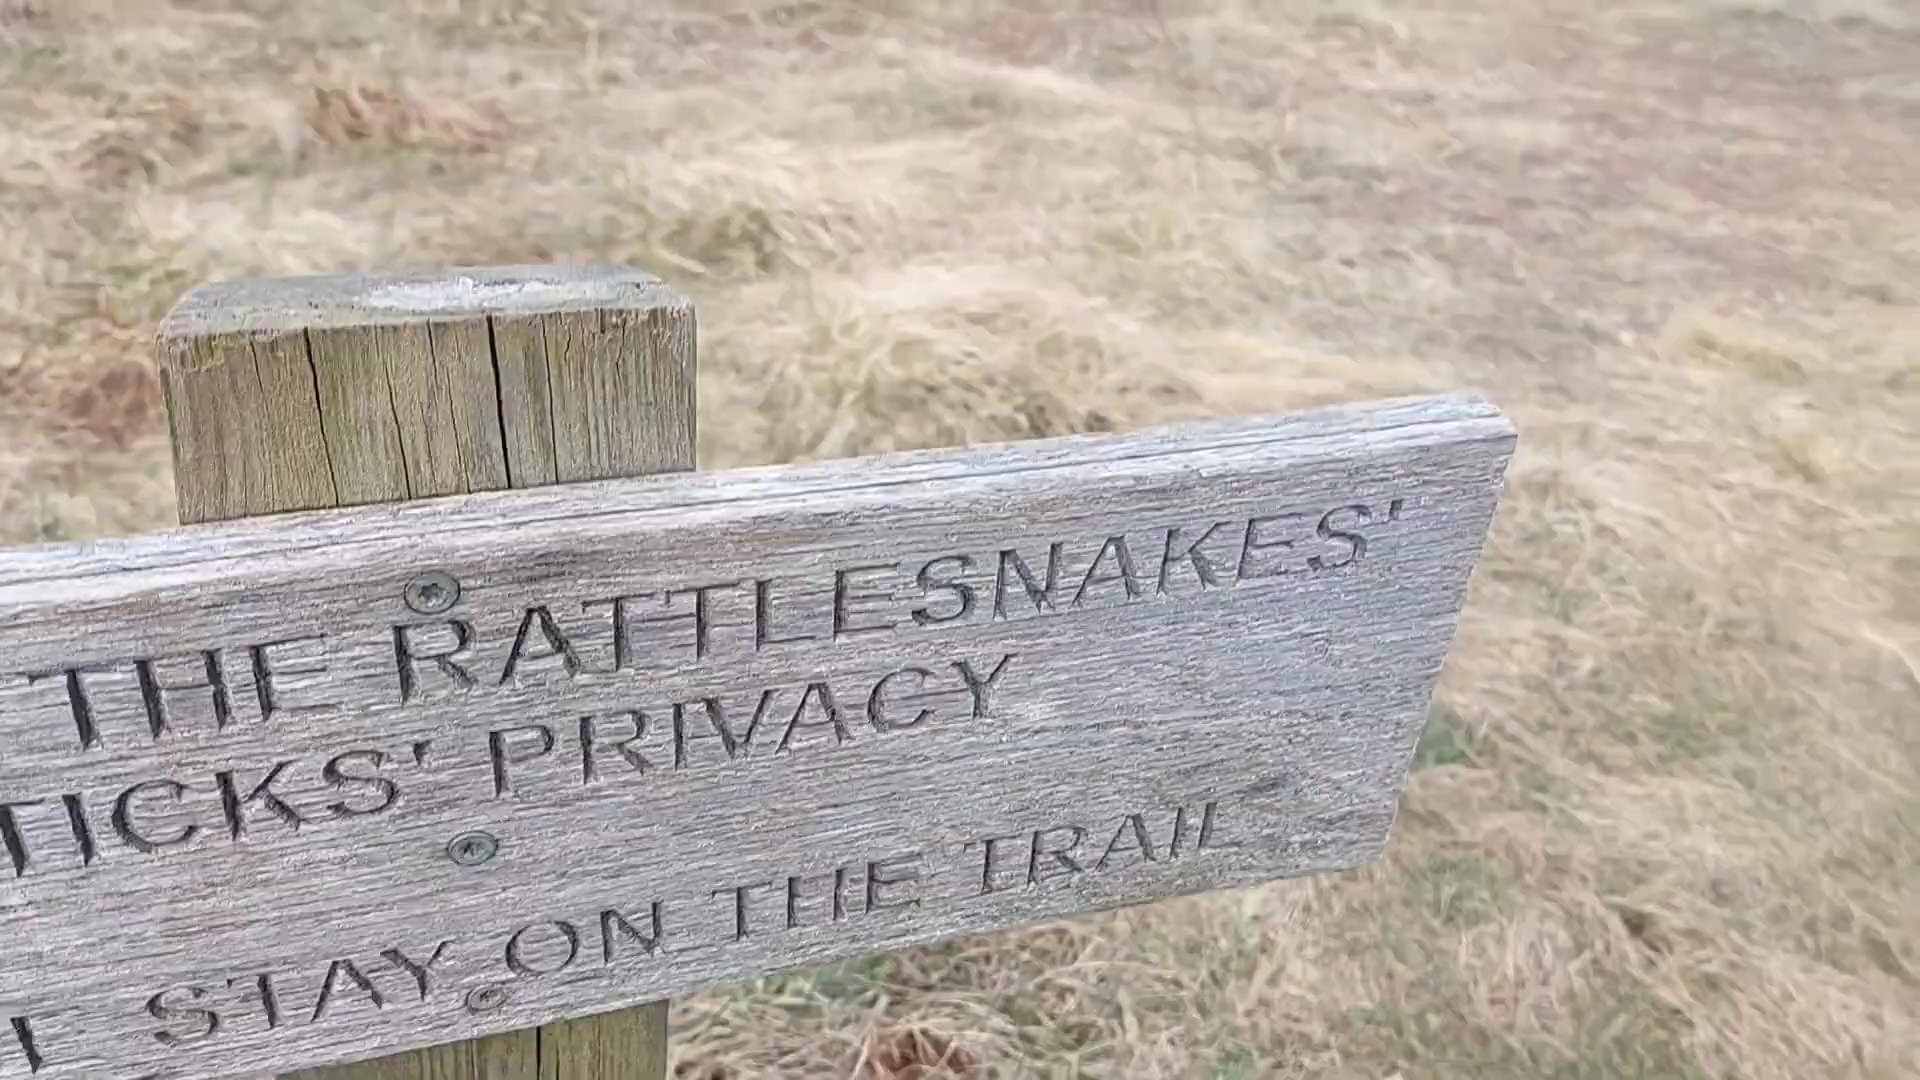 THE RATTLESNAKES'
TICKS' PRIVACY
STAY ON THE TRAIL